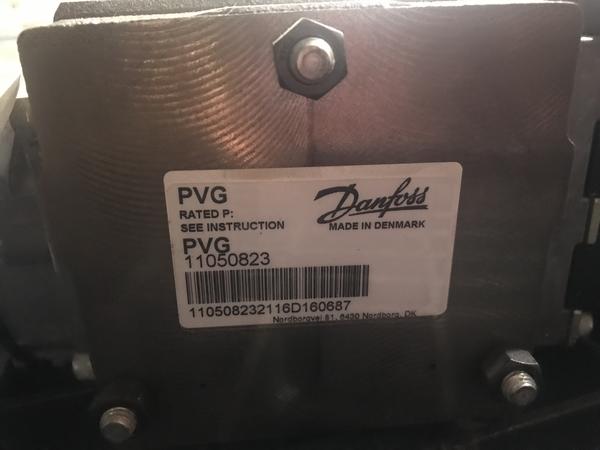 PVG
RATED P:
SEE INSTRUCTION
Danfoss
MADE IN DENMARK
PVG
11050823
110508232116D160687
Nordborgvej 81, 6430 Nordborg, DK